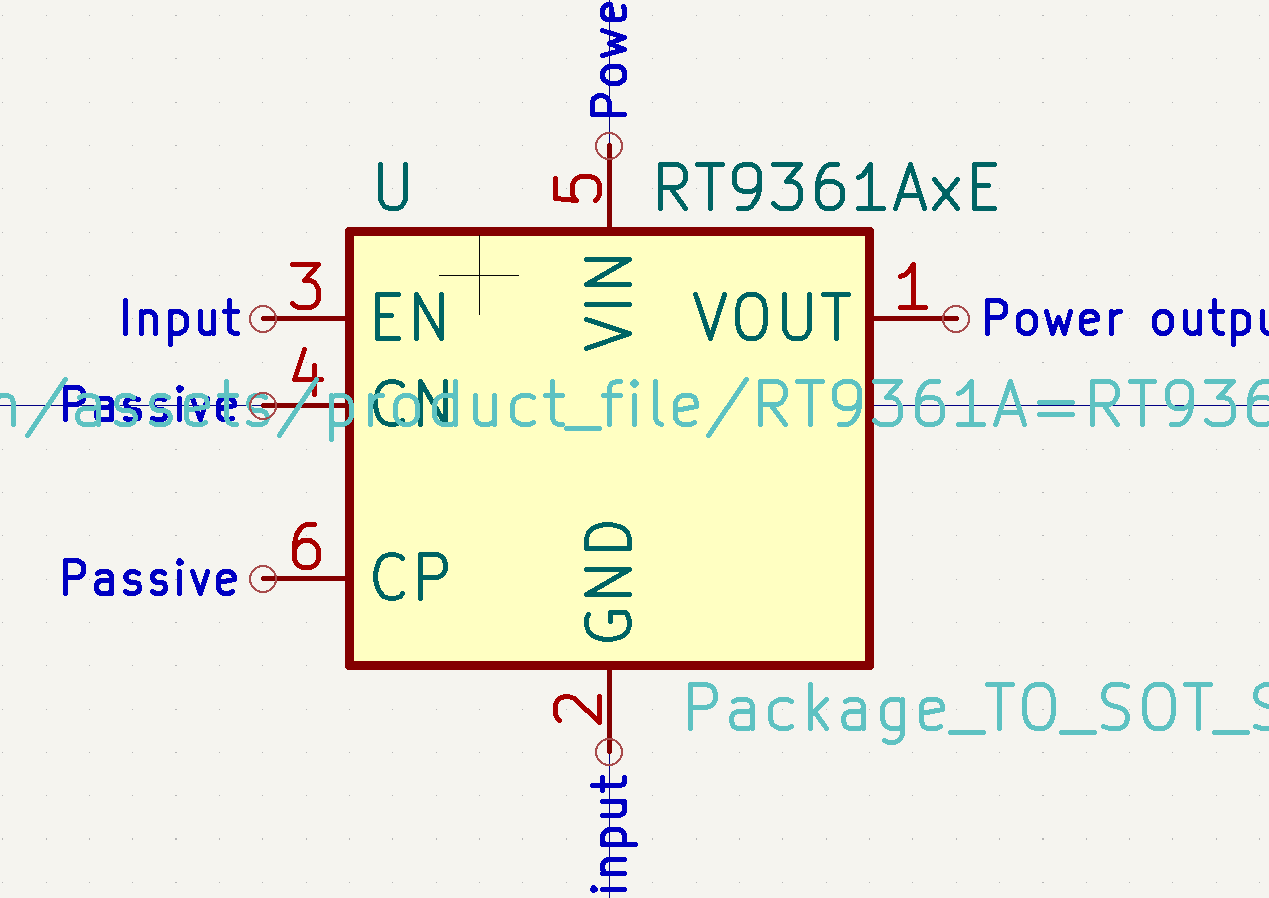 Powe
U
5
RT9361AxE
3
1
Input
EN
VIN
VOUT
Power outpu
4
Passive
CN
n/assets/product_file/RT9361A=RT936
6
Passive
CP
GND
2
Package_TO_SOT_S
input